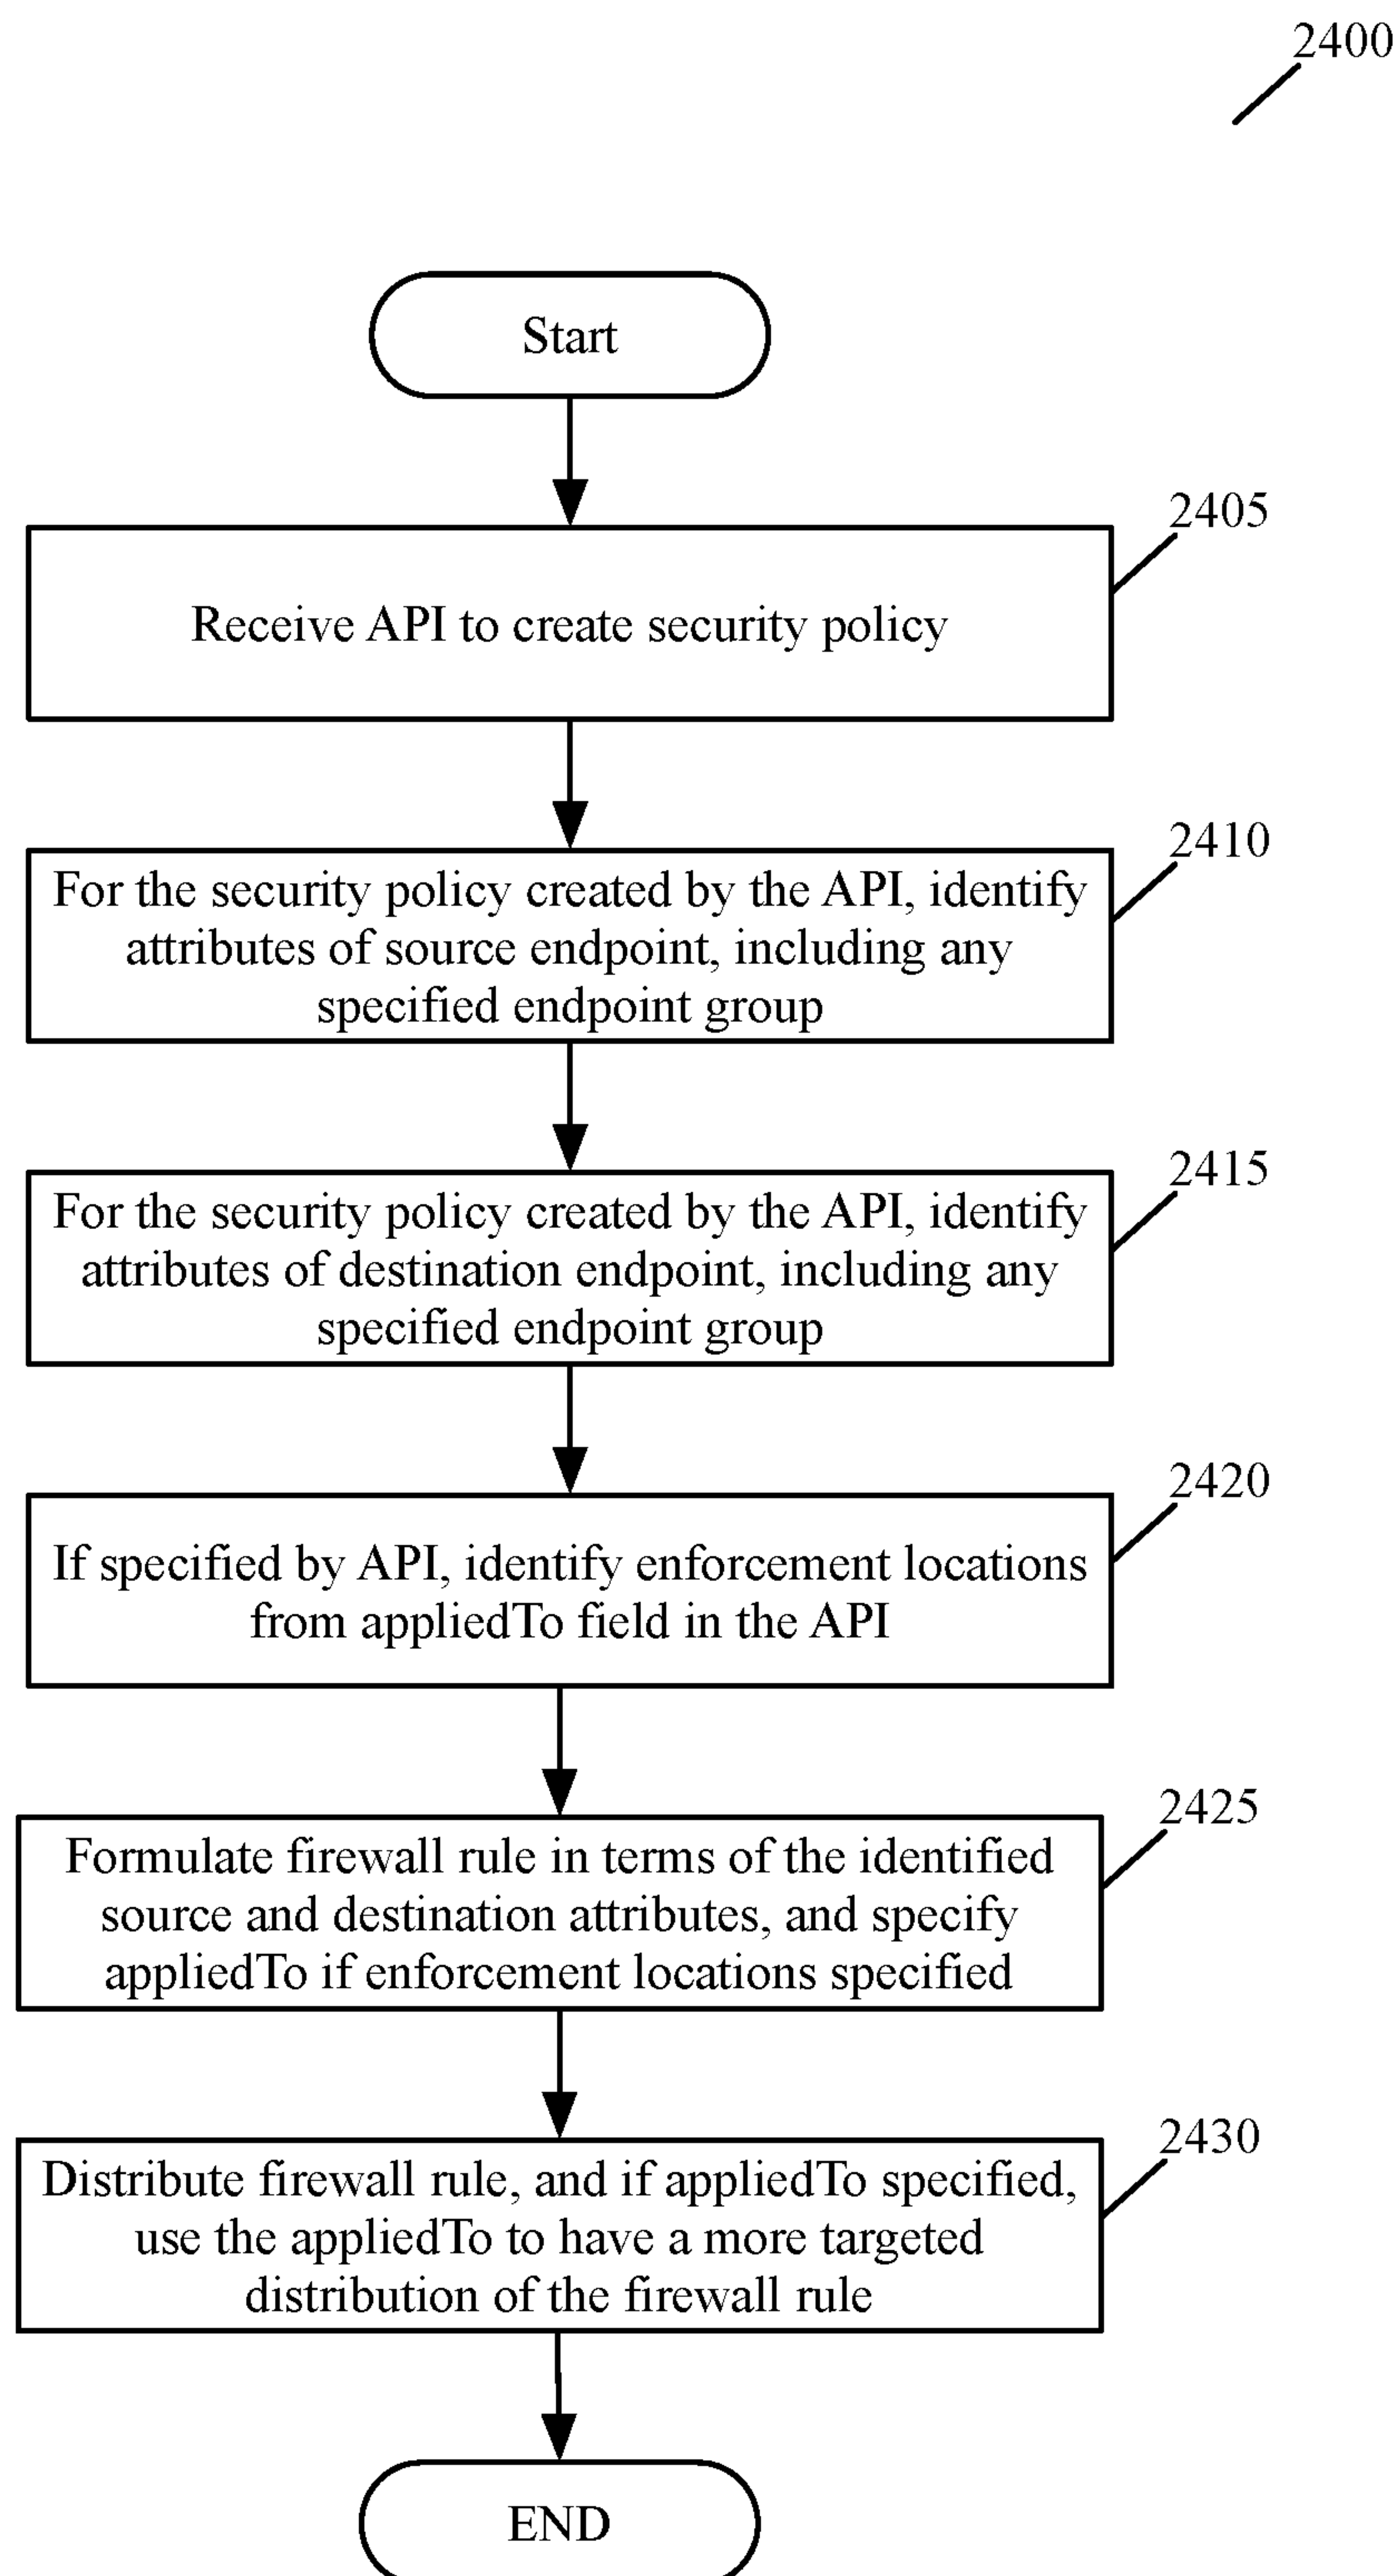 2400
Start
2405
Receive API to create security policy
2410
For the security policy created by the API, identify
attributes of source endpoint, including any
specified endpoint group
2415
For the security policy created by the API, identify
attributes of destination endpoint, including any
specified endpoint group
2420
If specified by API, identify enforcement locations
from appliedTo field in the API
2425
Formulate firewall rule in terms of the identified
source and destination attributes, and specify
appliedTo if enforcement locations specified
2430
Distribute firewall rule, and if appliedTo specified,
use the appliedTo to have a more targeted
distribution of the firewall rule
END